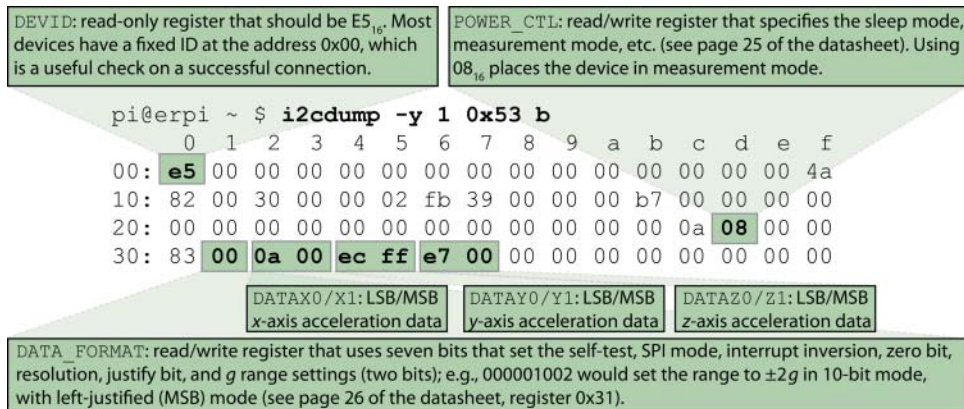 DEVID: read-only register that should be E5₁₆. Most
devices have a fixed ID at the address 0x00, which
is a useful check on a successful connection.
POWER_CTL: read/write register that specifies the sleep mode,
measurement mode, etc. (see page 25 of the datasheet). Using
08₁₆ places the device in measurement mode.
pi@erpi ~ $ i2cdump -y 1 0x53 b
0 1 2 3 4 5 6 7 8 9 a b c d e f
00: e5 00 00 00 00 00 00 00 00 00 00 00 00 00 00 4a
10: 82 00 30 00 00 02 fb 39 00 00 00 b7 00 00 00 00
20: 00 00 00 00 00 00 00 00 00 00 00 00 0a 08 00 00
30: 83 00 0a 00 ec ff e7 00 00 00 00 00 00 00 00 00
DATAX0/X1: LSB/MSB
x-axis acceleration data
DATAY0/Y1: LSB/MSB
y-axis acceleration data
DATAZ0/Z1: LSB/MSB
z-axis acceleration data
DATA_FORMAT: read/write register that uses seven bits that set the self-test, SPI mode, interrupt inversion, zero bit,
resolution, justify bit, and g range settings (two bits); e.g., 000001002 would set the range to ±2g in 10-bit mode,
with left-justified (MSB) mode (see page 26 of the datasheet, register 0x31).